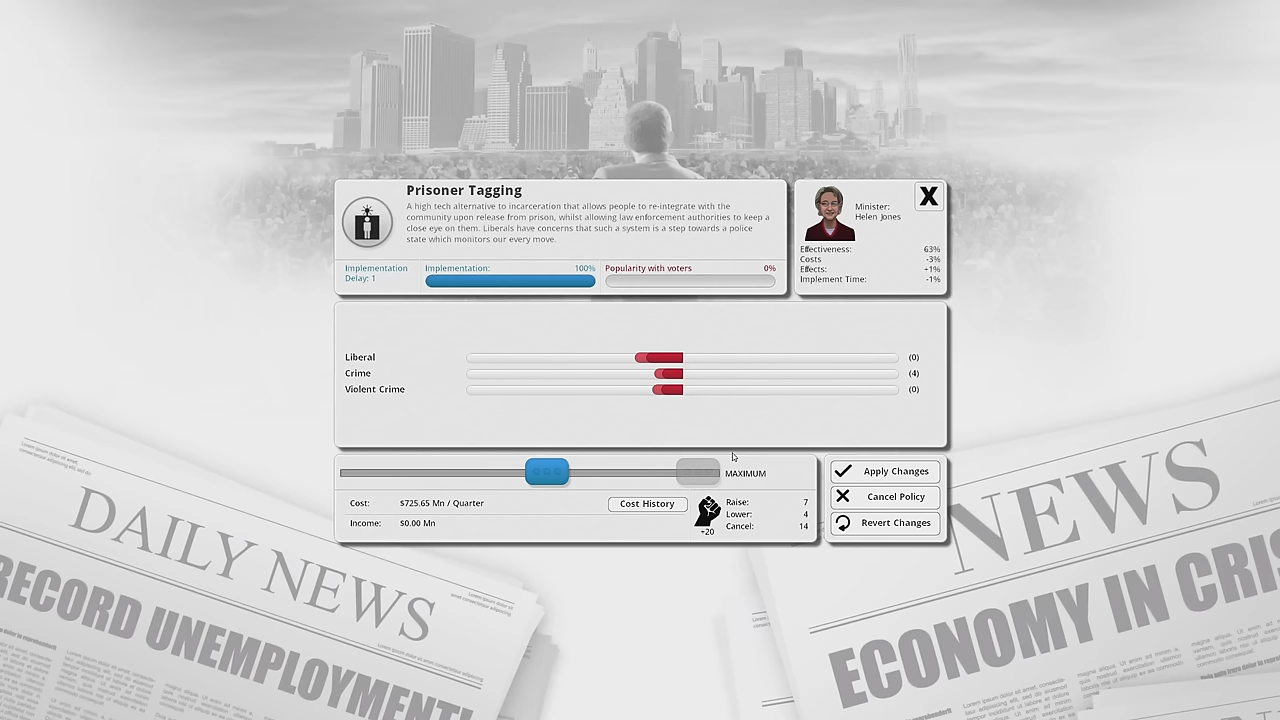 Prisoner Tagging
A high tech alternative to incarceration that allows people to re-integrate with the
community upon release from prison, whilst allowing law enforcement authorities to keep a
close eye on them. Liberals have concerns that such a system is a step towards a police
state which monitors our every move.
Implementation
Delay: 1
Implementation: 100%
Popularity with voters 0%
Minister:
Helen Jones
X
Effectiveness: 63%
Costs -3%
Effects: +1%
Implement Time: -1%
Liberal (0)
Crime (4)
Violent Crime (0)
MAXIMUM
Cost: $725.65 Mn / Quarter
Income: $0.00 Mn
Cost History
+20
Raise: 7
Lower: 4
Cancel: 14
Apply Changes
Cancel Policy
Revert Changes
DAILY NEWS
RECORD UNEMPLOYMENT!
NEWS
ECONOMY IN CRIS